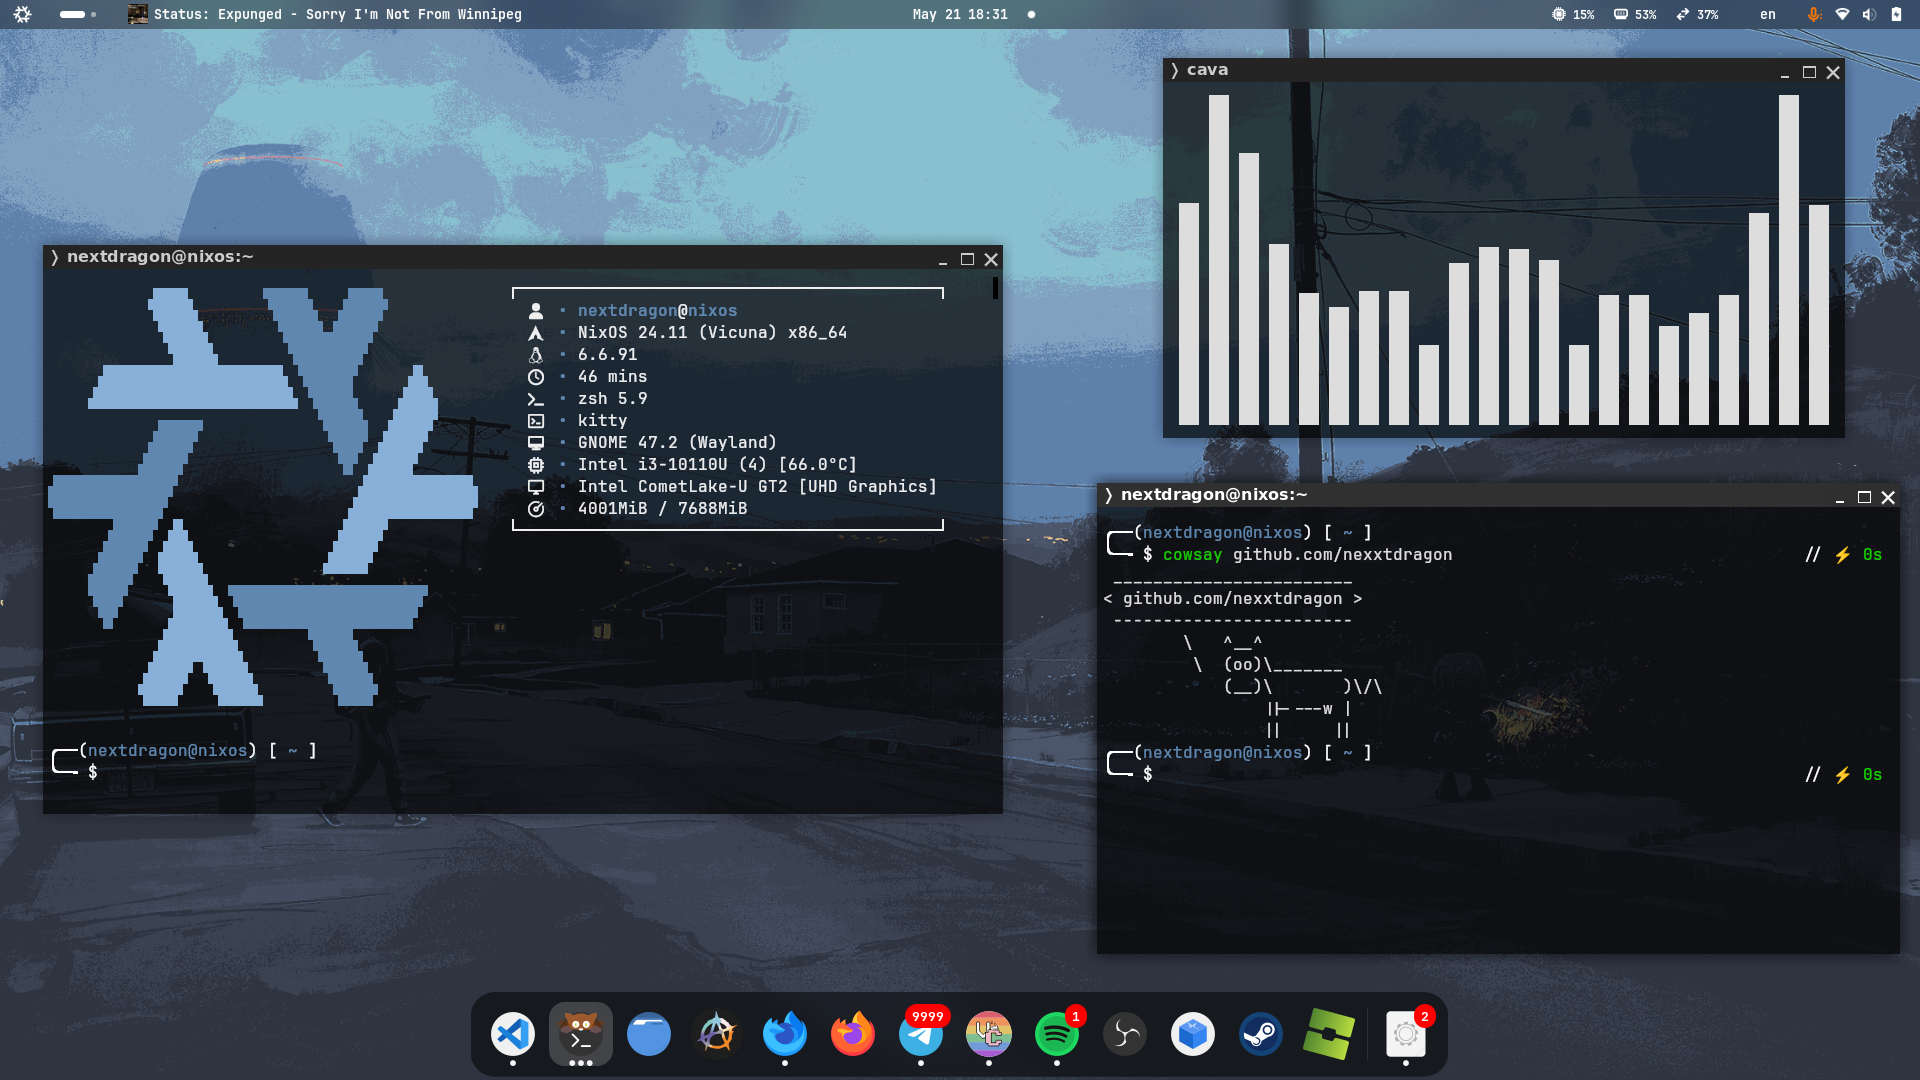 Status: Expunged - Sorry I'm Not From Winnipeg
May 21 18:31
15% 53% 37% en
❭ cava
❭ nextdragon@nixos:~
nextdragon@nixos
NixOS 24.11 (Vicuna) x86_64
6.6.91
46 mins
zsh 5.9
kitty
GNOME 47.2 (Wayland)
Intel i3-10110U (4) [66.0°C]
Intel CometLake-U GT2 [UHD Graphics]
4001MiB / 7688MiB
(nextdragon@nixos) [ ~ ]
$
❭ nextdragon@nixos:~
(nextdragon@nixos) [ ~ ]
$ cowsay github.com/nexxtdragon // ⚡ 0s
_______________________
< github.com/nexxtdragon >
-----------------------
\   ^__^
\  (oo)\_______
(__)\       )\/\
||----w |
||     ||
(nextdragon@nixos) [ ~ ]
$ // ⚡ 0s
9999
UC
1
2